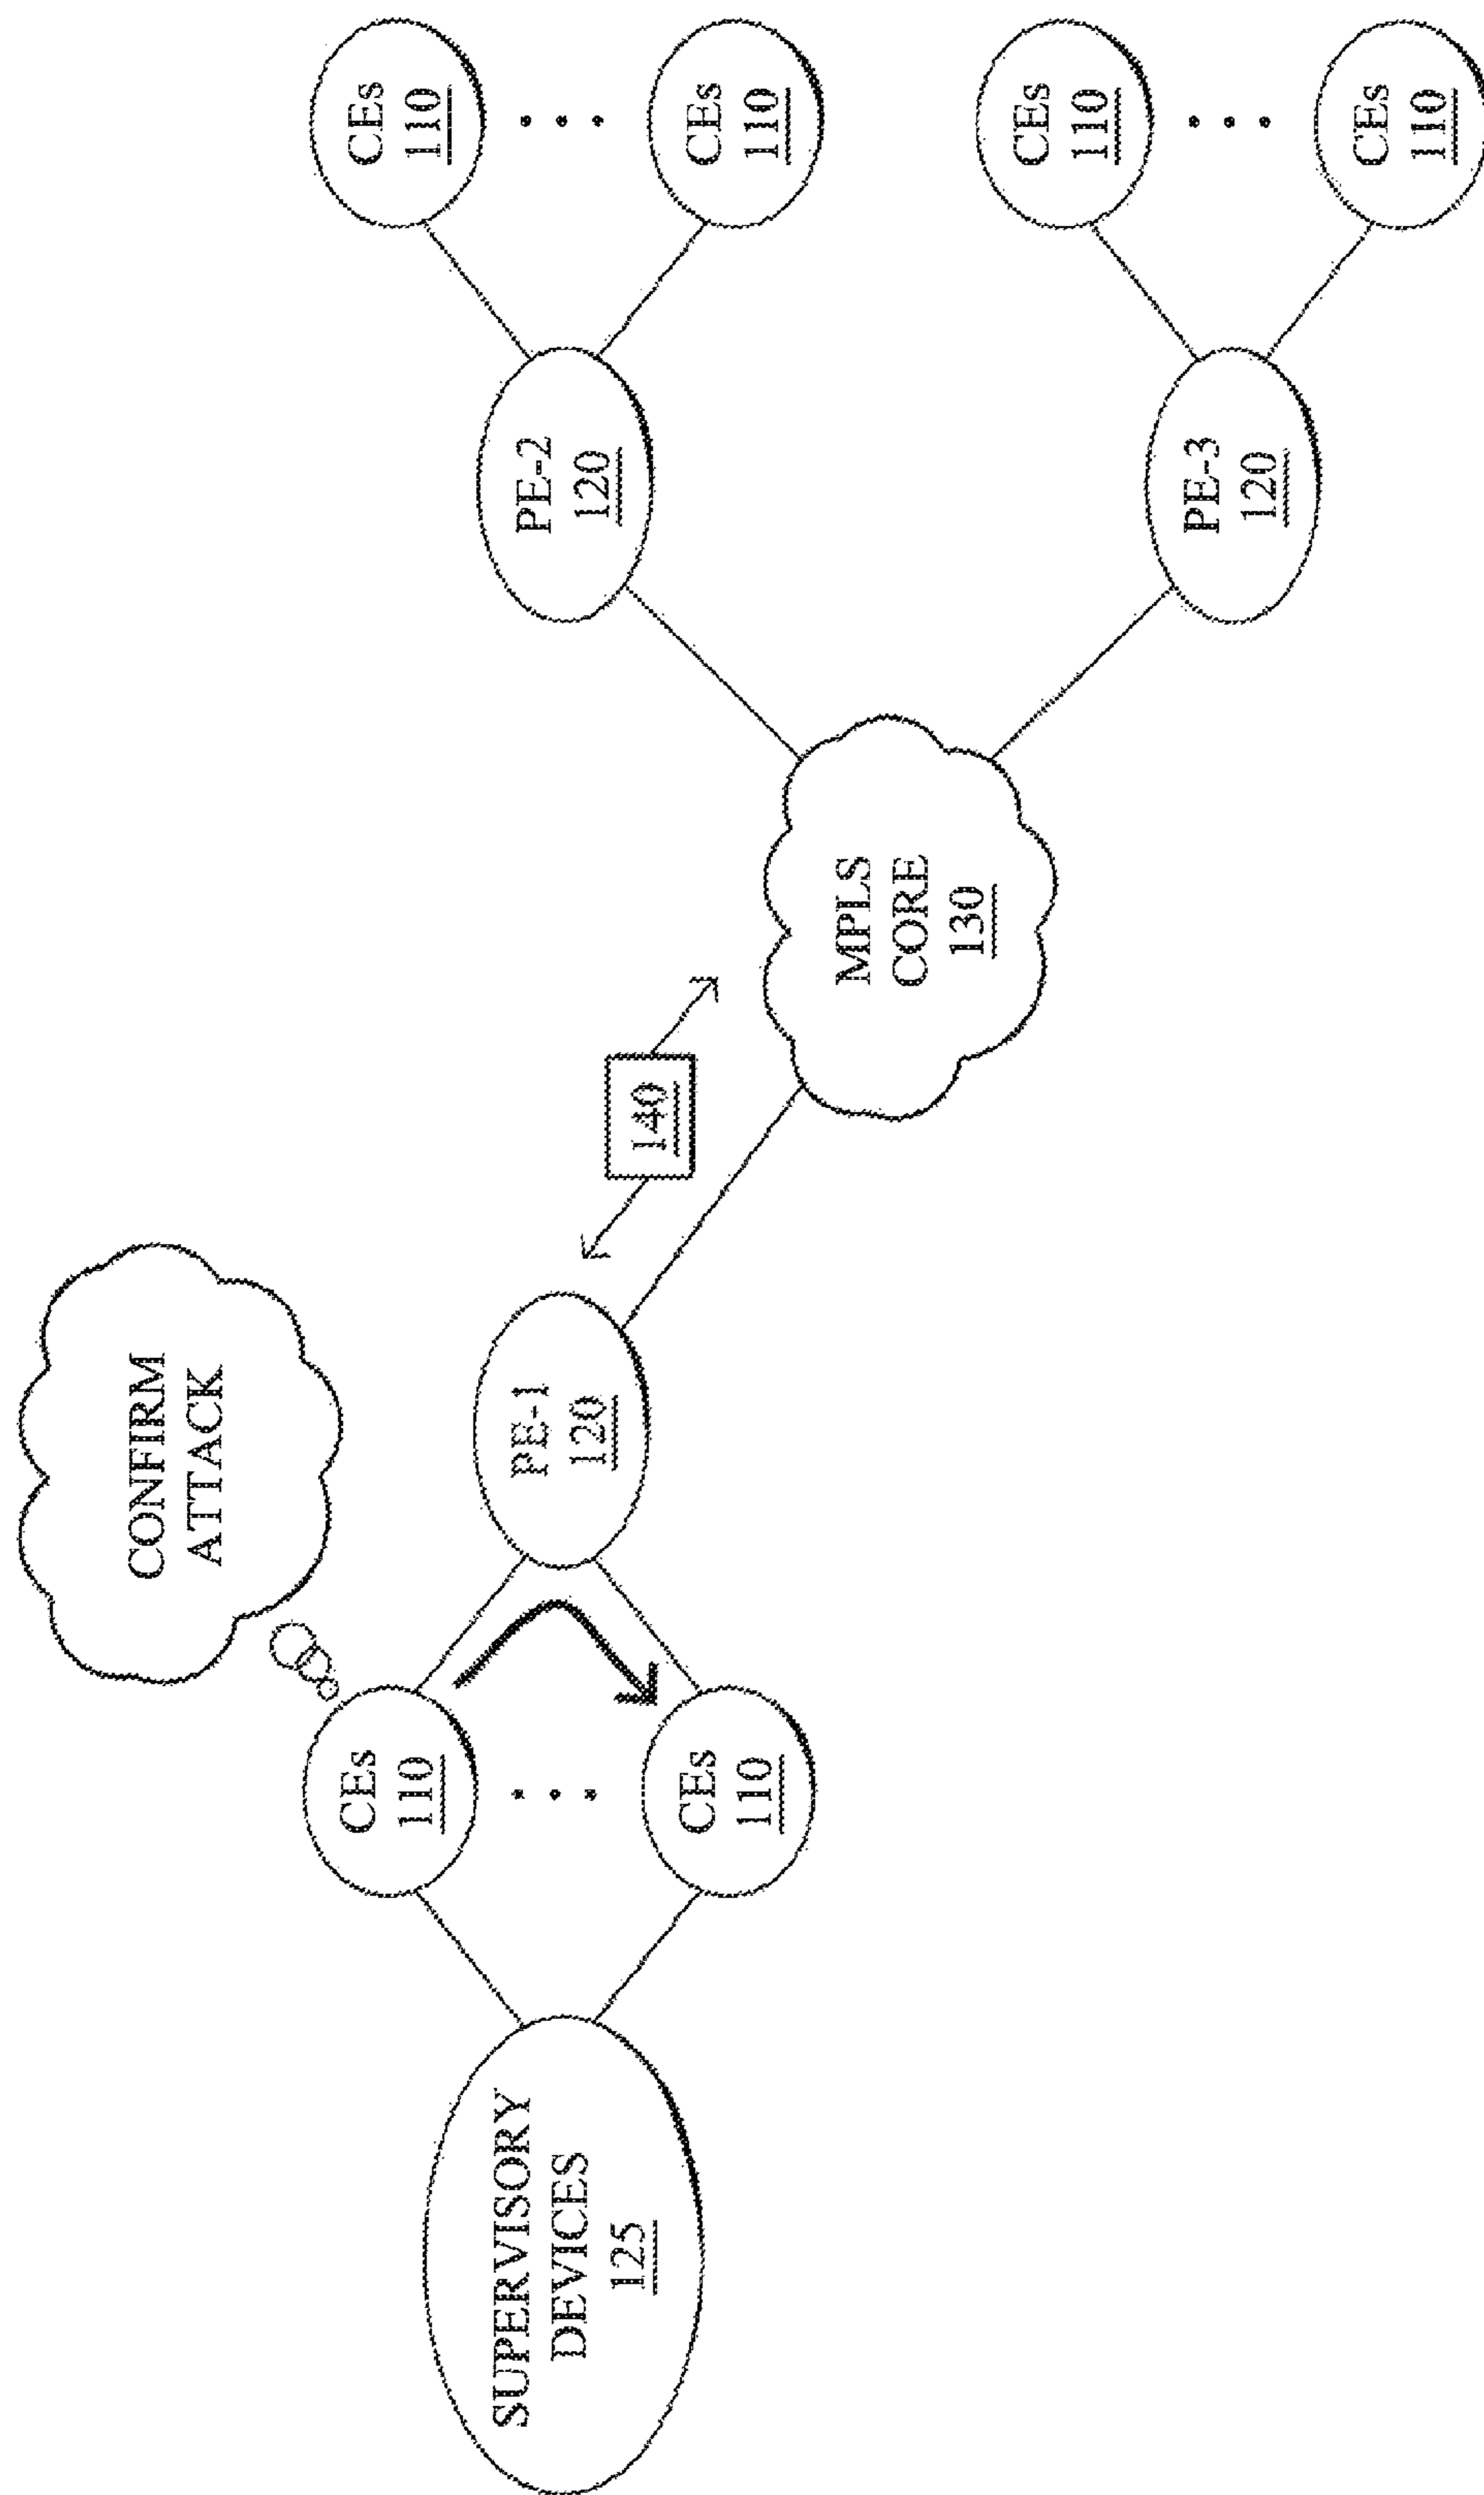 CONFIRM
ATTACK
SUPERVISORY
DEVICES
125
CEs
110
CEs
110
PE-1
120
140
MPLS
CORE
130
PE-2
120
PE-3
120
CEs
110
CEs
110
CEs
110
CEs
110